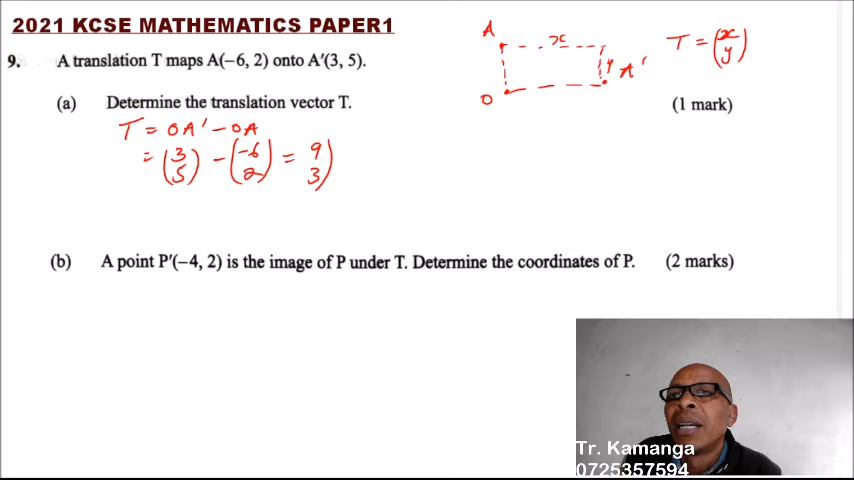 2021 KCSE MATHEMATICS PAPER1
9. A translation T maps A(−6, 2) onto A′(3, 5).
A
x
y
A′
O
T = (x
y)
(a) Determine the translation vector T. (1 mark)
T = OA′ − OA
= (3
5) − (−6
2) = 9
3)
(b) A point P′(−4, 2) is the image of P under T. Determine the coordinates of P. (2 marks)
Tr. Kamanga
0725357594